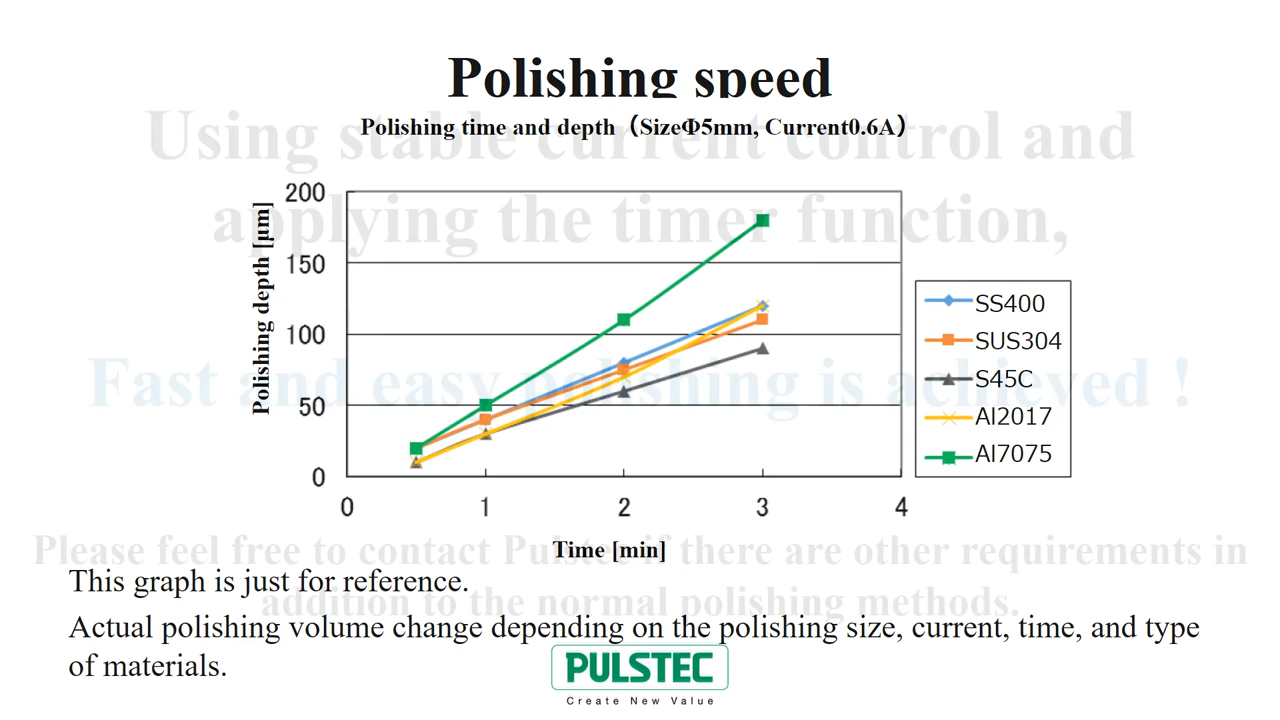 Polishing speed
Using stable current control and
Polishing time and depth（SizeΦ5mm, Current0.6A）
applying the timer function,
Polishing depth [μm]
200
150
100
50
0
0 1 2 3 4
Time [min]
SS400
SUS304
S45C
Al2017
Al7075
Fast and easy polishing is achieved !
Please feel free to contact Pulstec if there are other requirements in
addition to the normal polishing methods.
This graph is just for reference.
Actual polishing volume change depending on the polishing size, current, time, and type
of materials.
PULSTEC
Create New Value